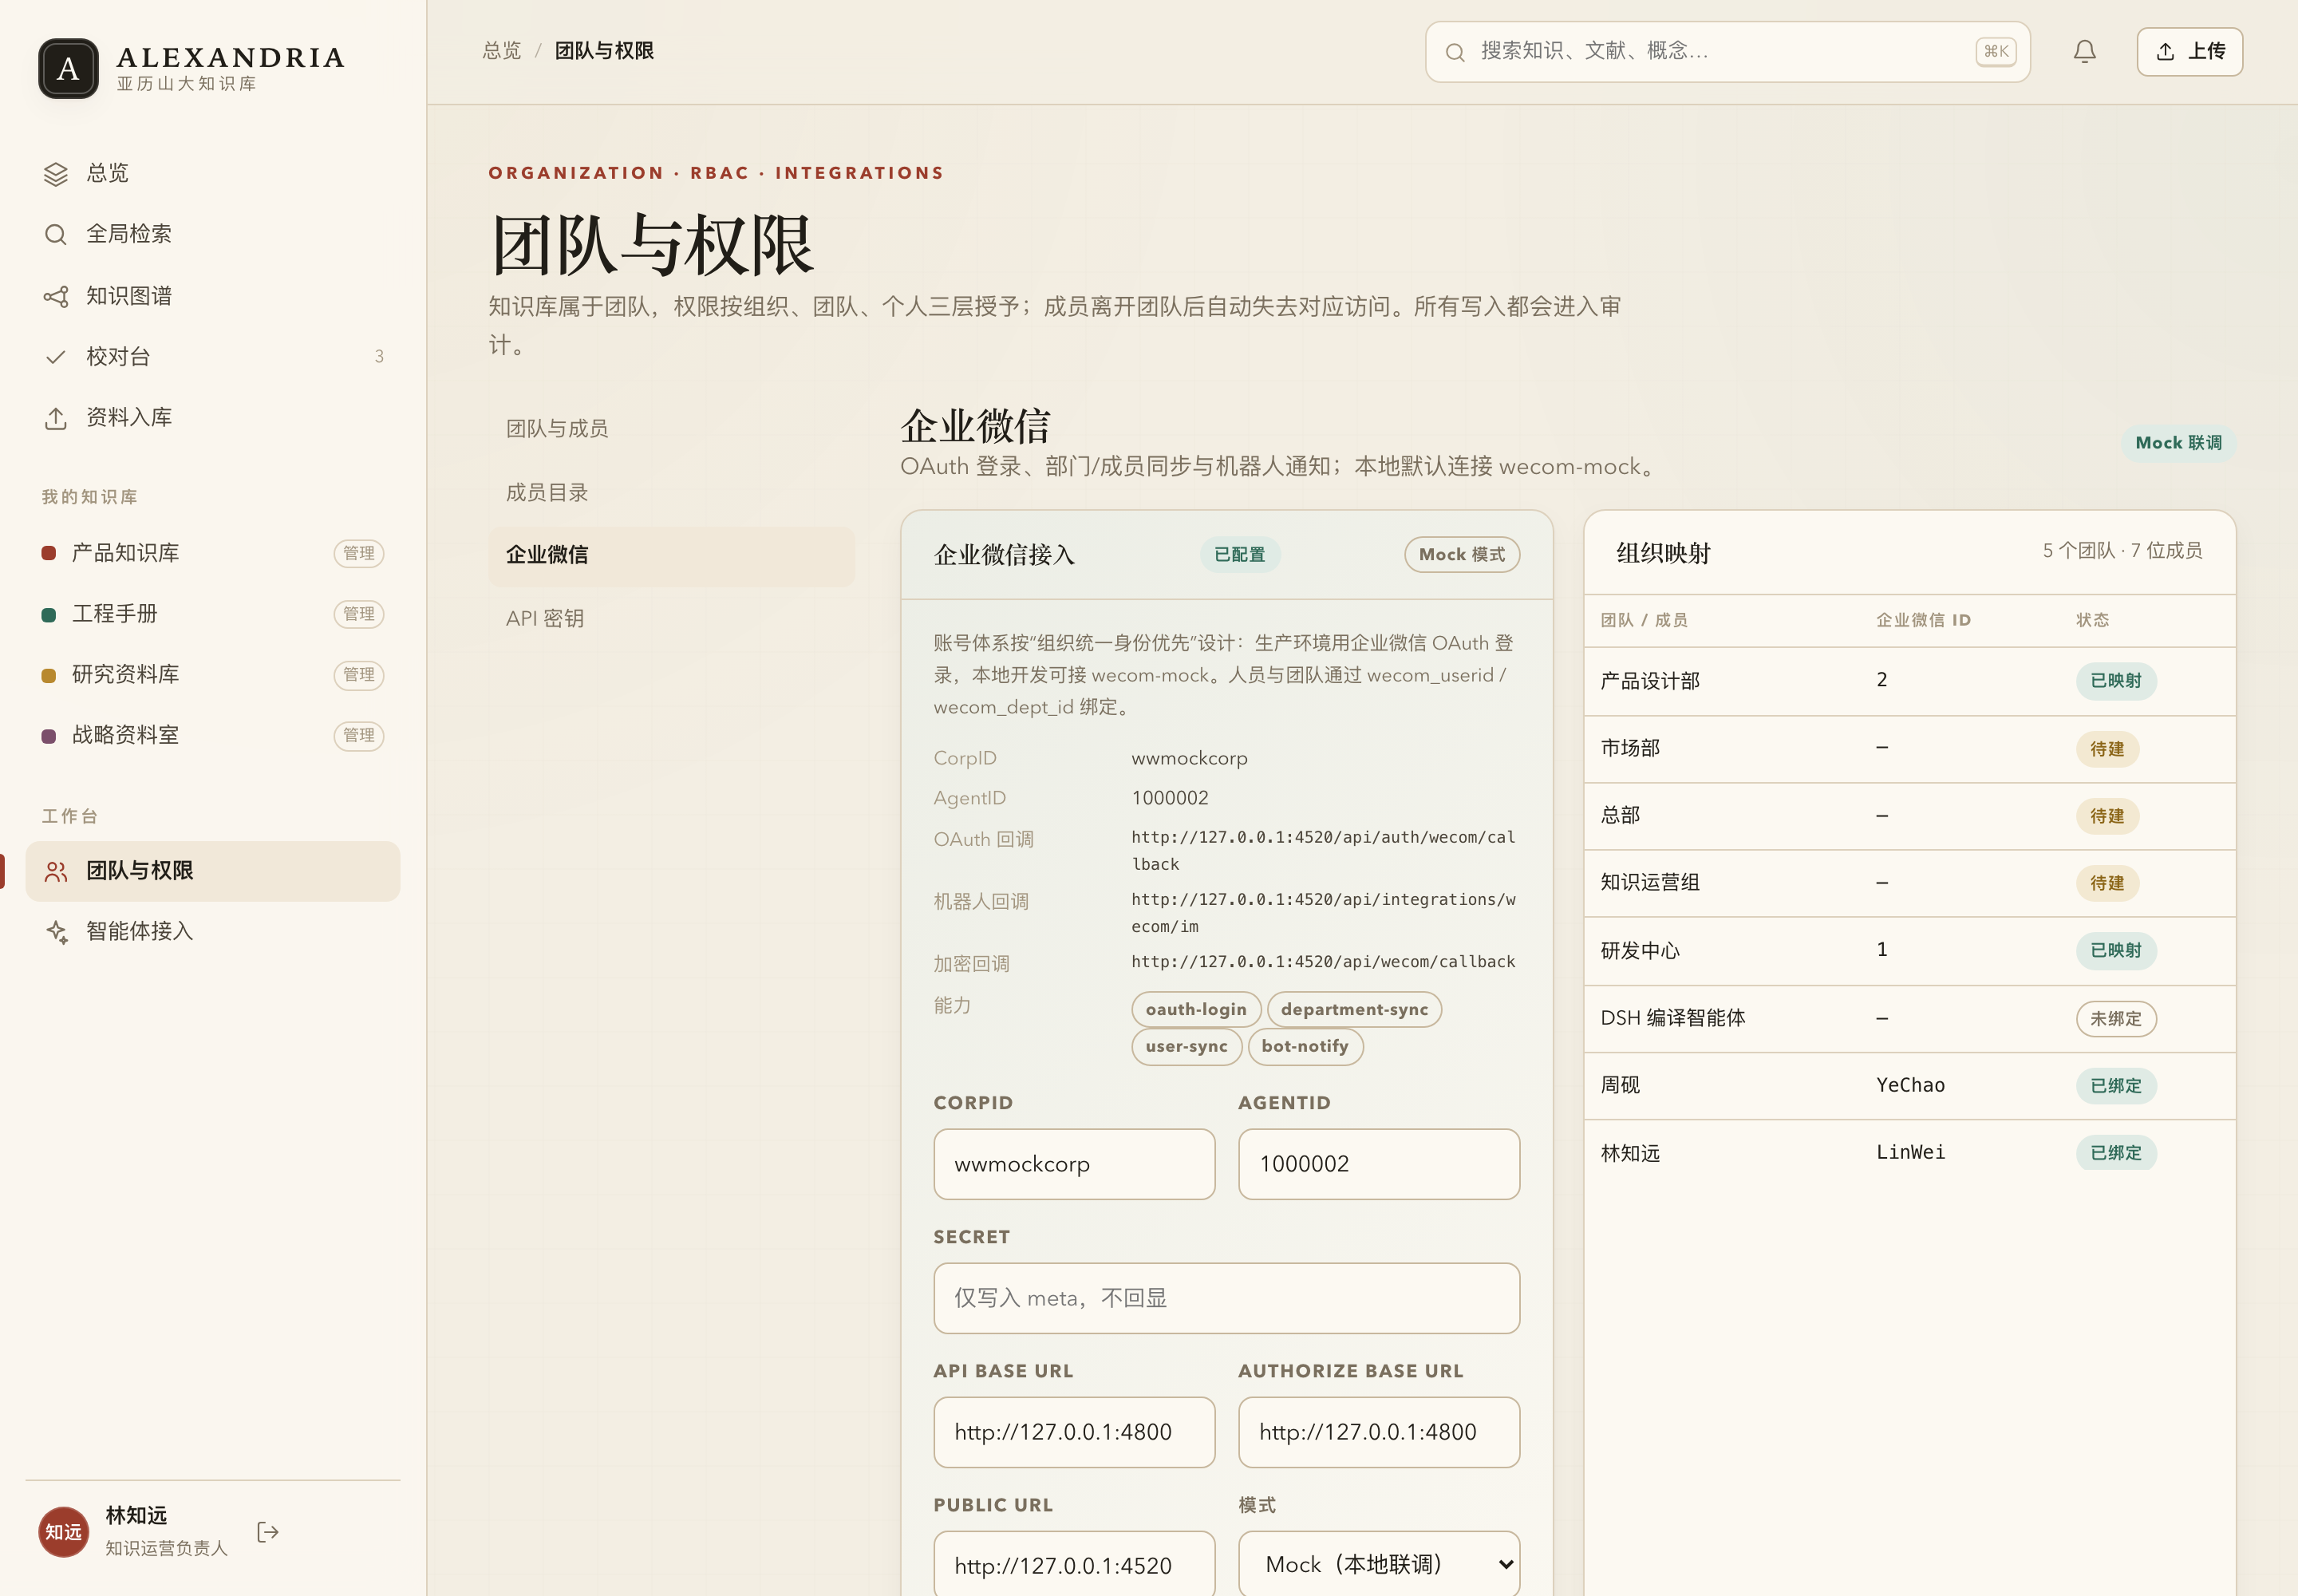 A
ALEXANDRIA
亚历山大知识库
总览
全局检索
知识图谱
校对台 3
资料入库
我的知识库
产品知识库 管理
工程手册 管理
研究资料库 管理
战略资料室 管理
工作台
团队与权限
智能体接入
知远
林知远
知识运营负责人
总览 / 团队与权限
搜索知识、文献、概念… ⌘K
上传
ORGANIZATION · RBAC · INTEGRATIONS
团队与权限
知识库属于团队，权限按组织、团队、个人三层授予；成员离开团队后自动失去对应访问。所有写入都会进入审
计。
团队与成员
成员目录
企业微信
API 密钥
企业微信
OAuth 登录、部门/成员同步与机器人通知；本地默认连接 wecom-mock。
Mock 联调
企业微信接入 已配置 Mock 模式
账号体系按“组织统一身份优先”设计：生产环境用企业微信 OAuth 登
录，本地开发可接 wecom-mock。人员与团队通过 wecom_userid /
wecom_dept_id 绑定。
CorpID wwmockcorp
AgentID 1000002
OAuth 回调 http://127.0.0.1:4520/api/auth/wecom/cal
lback
机器人回调 http://127.0.0.1:4520/api/integrations/w
ecom/im
加密回调 http://127.0.0.1:4520/api/wecom/callback
能力 oauth-login department-sync
user-sync bot-notify
CORPID AGENTID
wwmockcorp 1000002
SECRET
仅写入 meta，不回显
API BASE URL AUTHORIZE BASE URL
http://127.0.0.1:4800 http://127.0.0.1:4800
PUBLIC URL 模式
http://127.0.0.1:4520 Mock（本地联调）
组织映射 5 个团队 · 7 位成员
团队 / 成员 企业微信 ID 状态
产品设计部 2 已映射
市场部 — 待建
总部 — 待建
知识运营组 — 待建
研发中心 1 已映射
DSH 编译智能体 — 未绑定
周砚 YeChao 已绑定
林知远 LinWei 已绑定